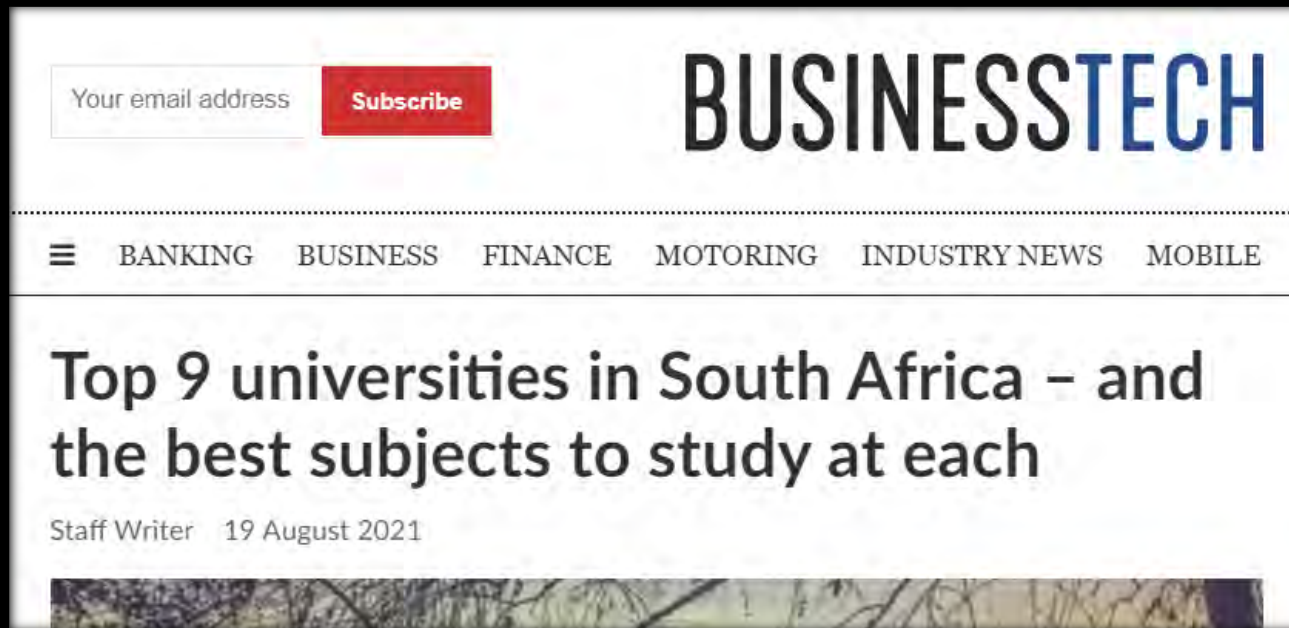 Your email address Subscribe
BUSINESSTECH
≡ BANKING BUSINESS FINANCE MOTORING INDUSTRY NEWS MOBILE
Top 9 universities in South Africa – and
the best subjects to study at each
Staff Writer 19 August 2021